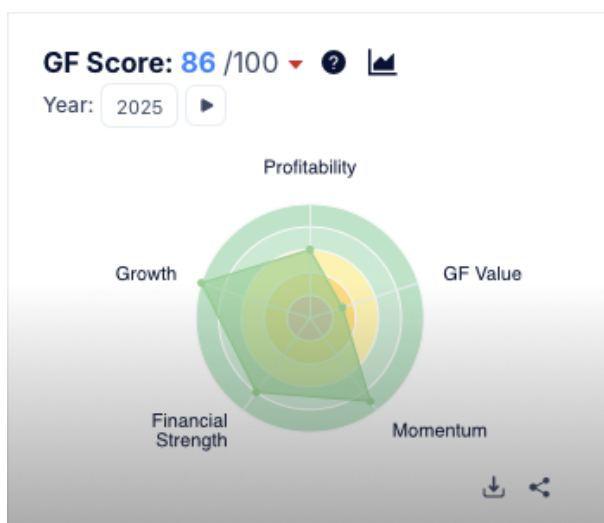 GF Score: 86 /100
Year: 2025
Profitability
Growth
GF Value
Financial
Strength
Momentum